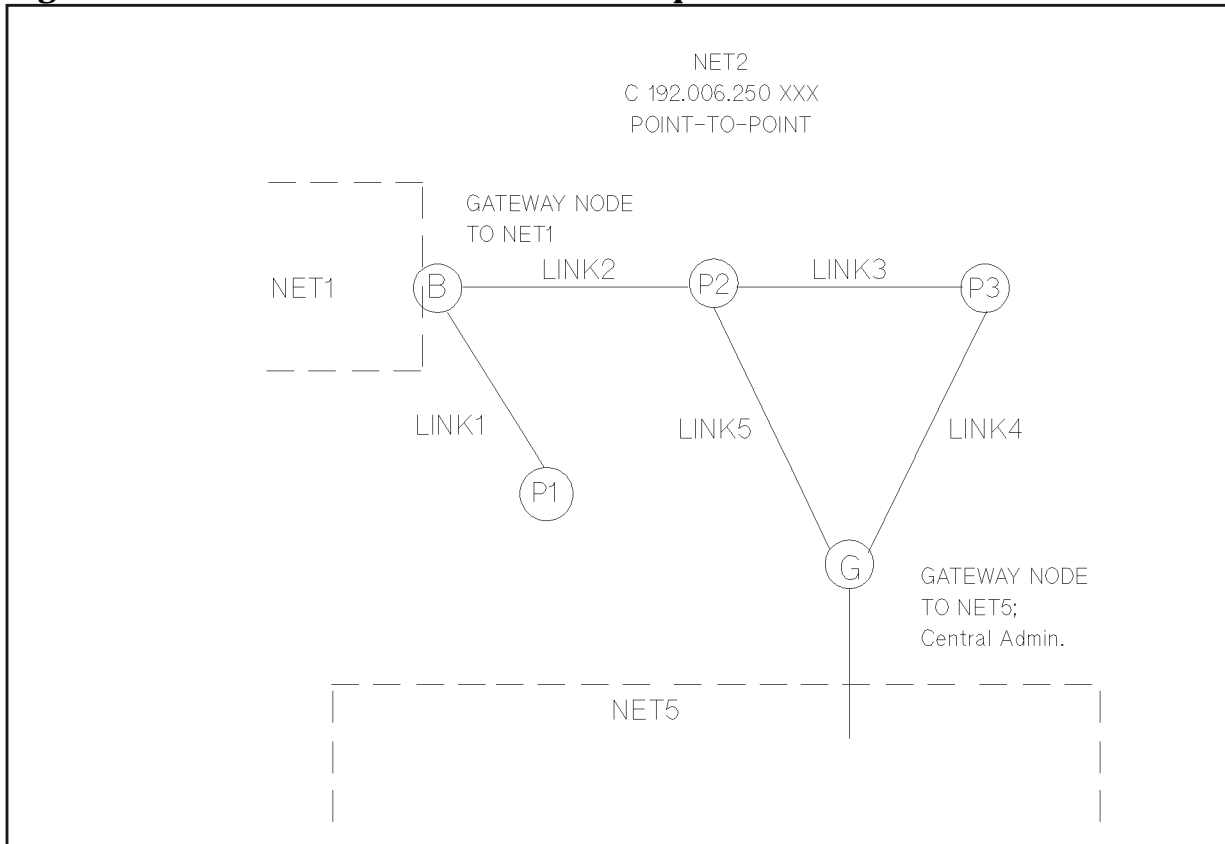 NET2
C 192.006.250 XXX
POINT-TO-POINT
GATEWAY NODE
TO NET1
NET1
B
LINK2
P2
LINK3
P3
LINK1
LINK5
LINK4
P1
G
GATEWAY NODE
TO NET5;
Central Admin.
NET5